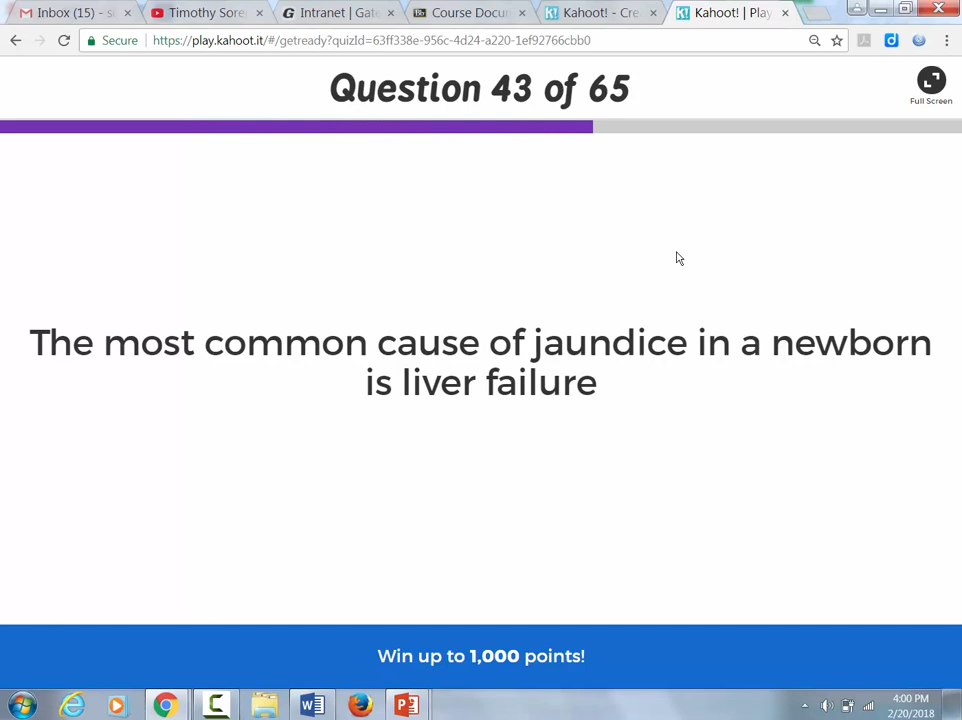 Inbox (15) - si
Timothy Sore
Intranet | Gate
Course Docu
Kahoot! - Cre
Kahoot! | Play
Secure
https://play.kahoot.it/#/getready?quizId=63ff338e-956c-4d24-a220-1ef92766cbb0
Question 43 of 65
Full Screen
The most common cause of jaundice in a newborn
is liver failure
Win up to 1,000 points!
4:00 PM
2/20/2018